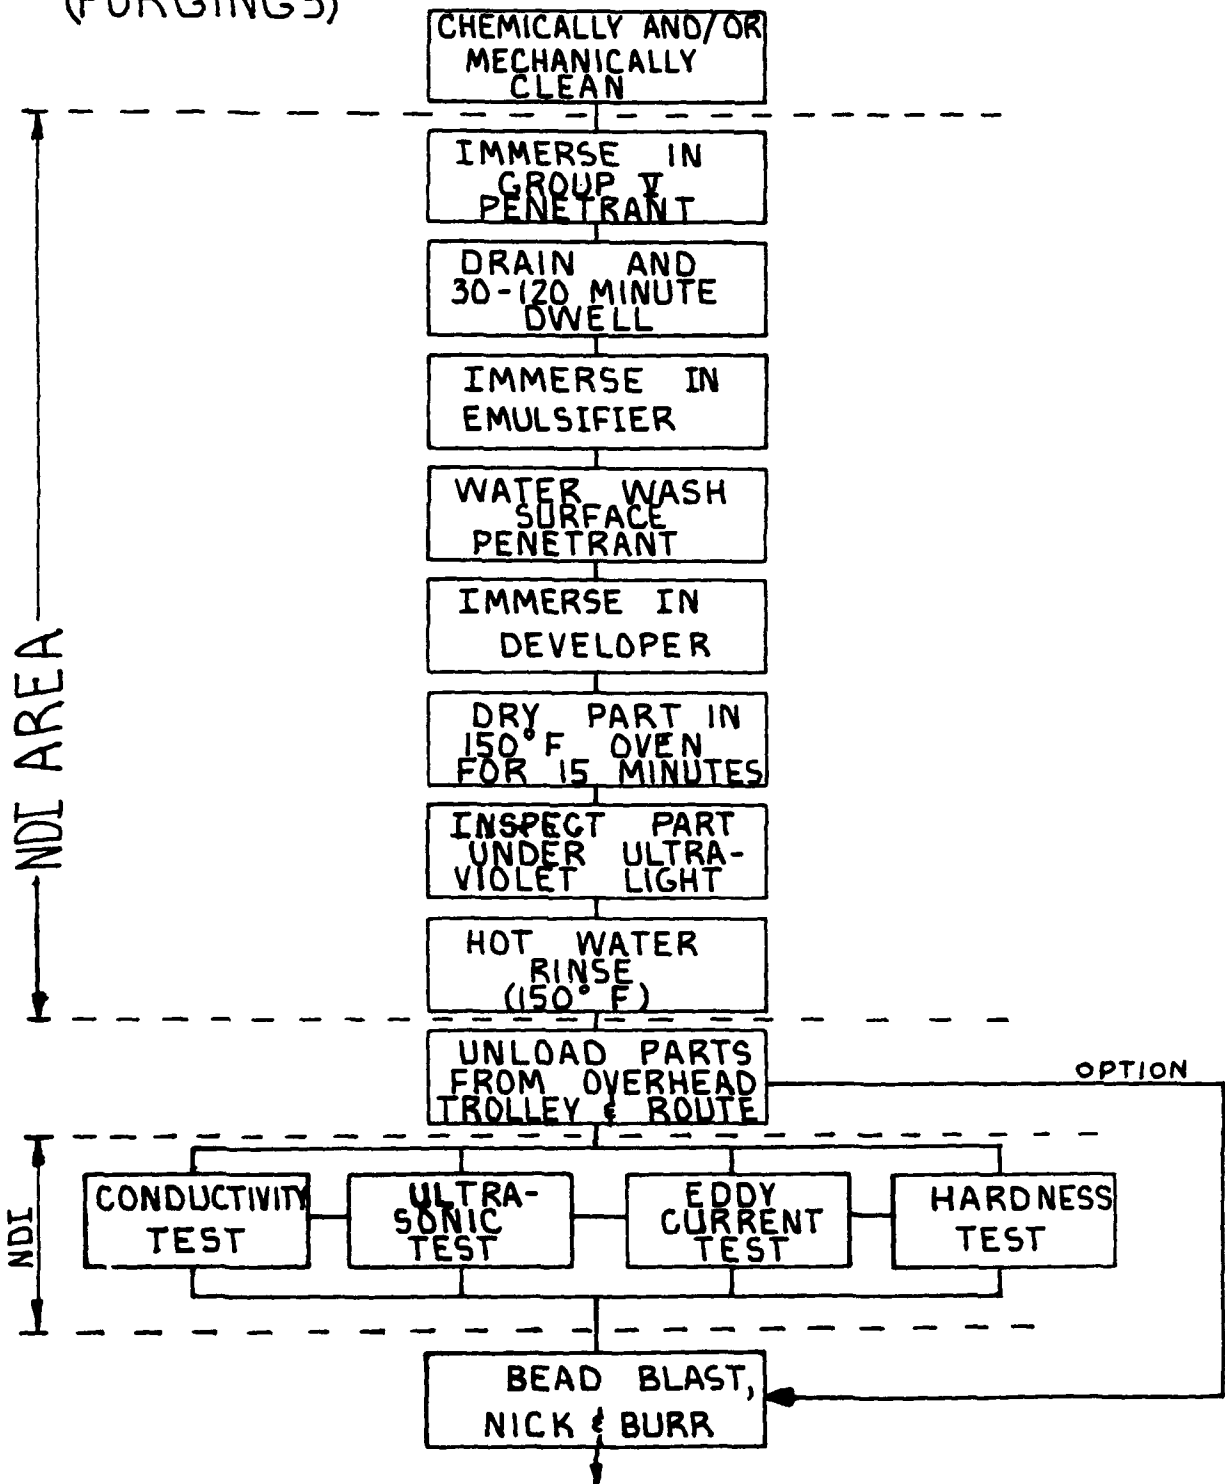 (FORGINGS)
CHEMICALLY AND/OR
MECHANICALLY
CLEAN
IMMERSE IN
GROUP V
PENETRANT
DRAIN AND
30-120 MINUTE
DWELL
IMMERSE IN
EMULSIFIER
WATER WASH
SURFACE
PENETRANT
IMMERSE IN
DEVELOPER
DRY PART IN
150°F OVEN
FOR 15 MINUTES
INSPECT PART
UNDER ULTRA-
VIOLET LIGHT
HOT WATER
RINSE
(150° F)
NDI AREA
UNLOAD PARTS
FROM OVERHEAD
TROLLEY & ROUTE
OPTION
NDI
CONDUCTIVITY
TEST
ULTRA-
SONIC
TEST
EDDY
CURRENT
TEST
HARDNESS
TEST
BEAD BLAST,
NICK & BURR